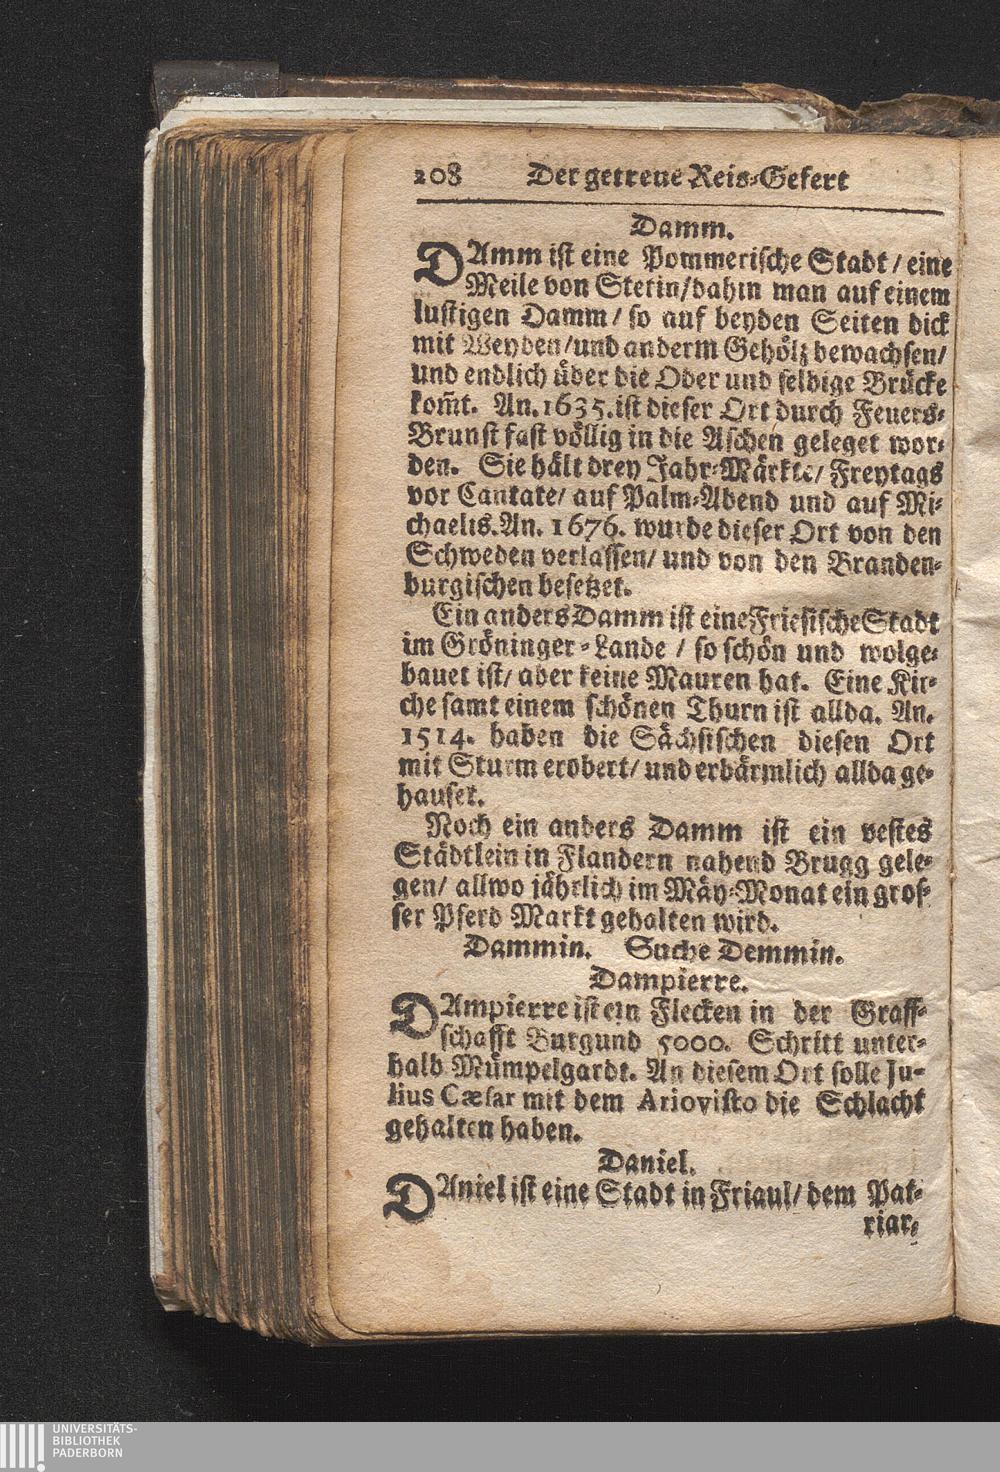 208 Der getreue Reis-Gefert
Damm.
DAmm ist eine Pommerische Stadt / eine
Meile von Stetin/dahin man auf einem
lustigen Damm / so auf beyden Seiten dick
mit Weyden /und anderm Gehöltz bewachsen/
und endlich über die Oder und selbige Brücke
kom̃t. An. 1635. ist dieser Ort durch Feuers-
Brunst fast völlig in die Aschen geleget wor-
den. Sie hält drey Jahr-Märkte/ Freytags
vor Cantate/ auf Palm-Abend und auf Mi-
chaelis. An. 1676. wurde dieser Ort von den
Schweden verlassen/ und von den Branden-
burgischen besetzet.
Ein anders Damm ist eine Friesische Stadt
im Gröninger-Lande / so schön und wolge-
bauet ist/ aber keine Mauren hat. Eine Kir-
che samt einem schönen Thurn ist allda. An.
1514. haben die Sächsischen diesen Ort
mit Sturm erobert/ und erbärmlich allda ge-
hauset.
Noch ein anders Damm ist ein vestes
Städtlein in Flandern nahend Brugg gele-
gen/ allwo jährlich im Mäy-Monat ein gros-
ser Pferd Markt gehalten wird.
Dammin. Suche Demmin.
Dampierre.
DAmpierre ist ein Flecken in der Graff-
schafft Burgund 5000. Schritt unter-
halb Mümpelgardt. An diesem Ort solle Ju-
lius Cæsar mit dem Ariovisto die Schlacht
gehalten haben.
Daniel.
DAniel ist eine Stadt in Friaul/ dem Pat-
riar-
UNIVERSITÄTS-
BIBLIOTHEK
PADERBORN